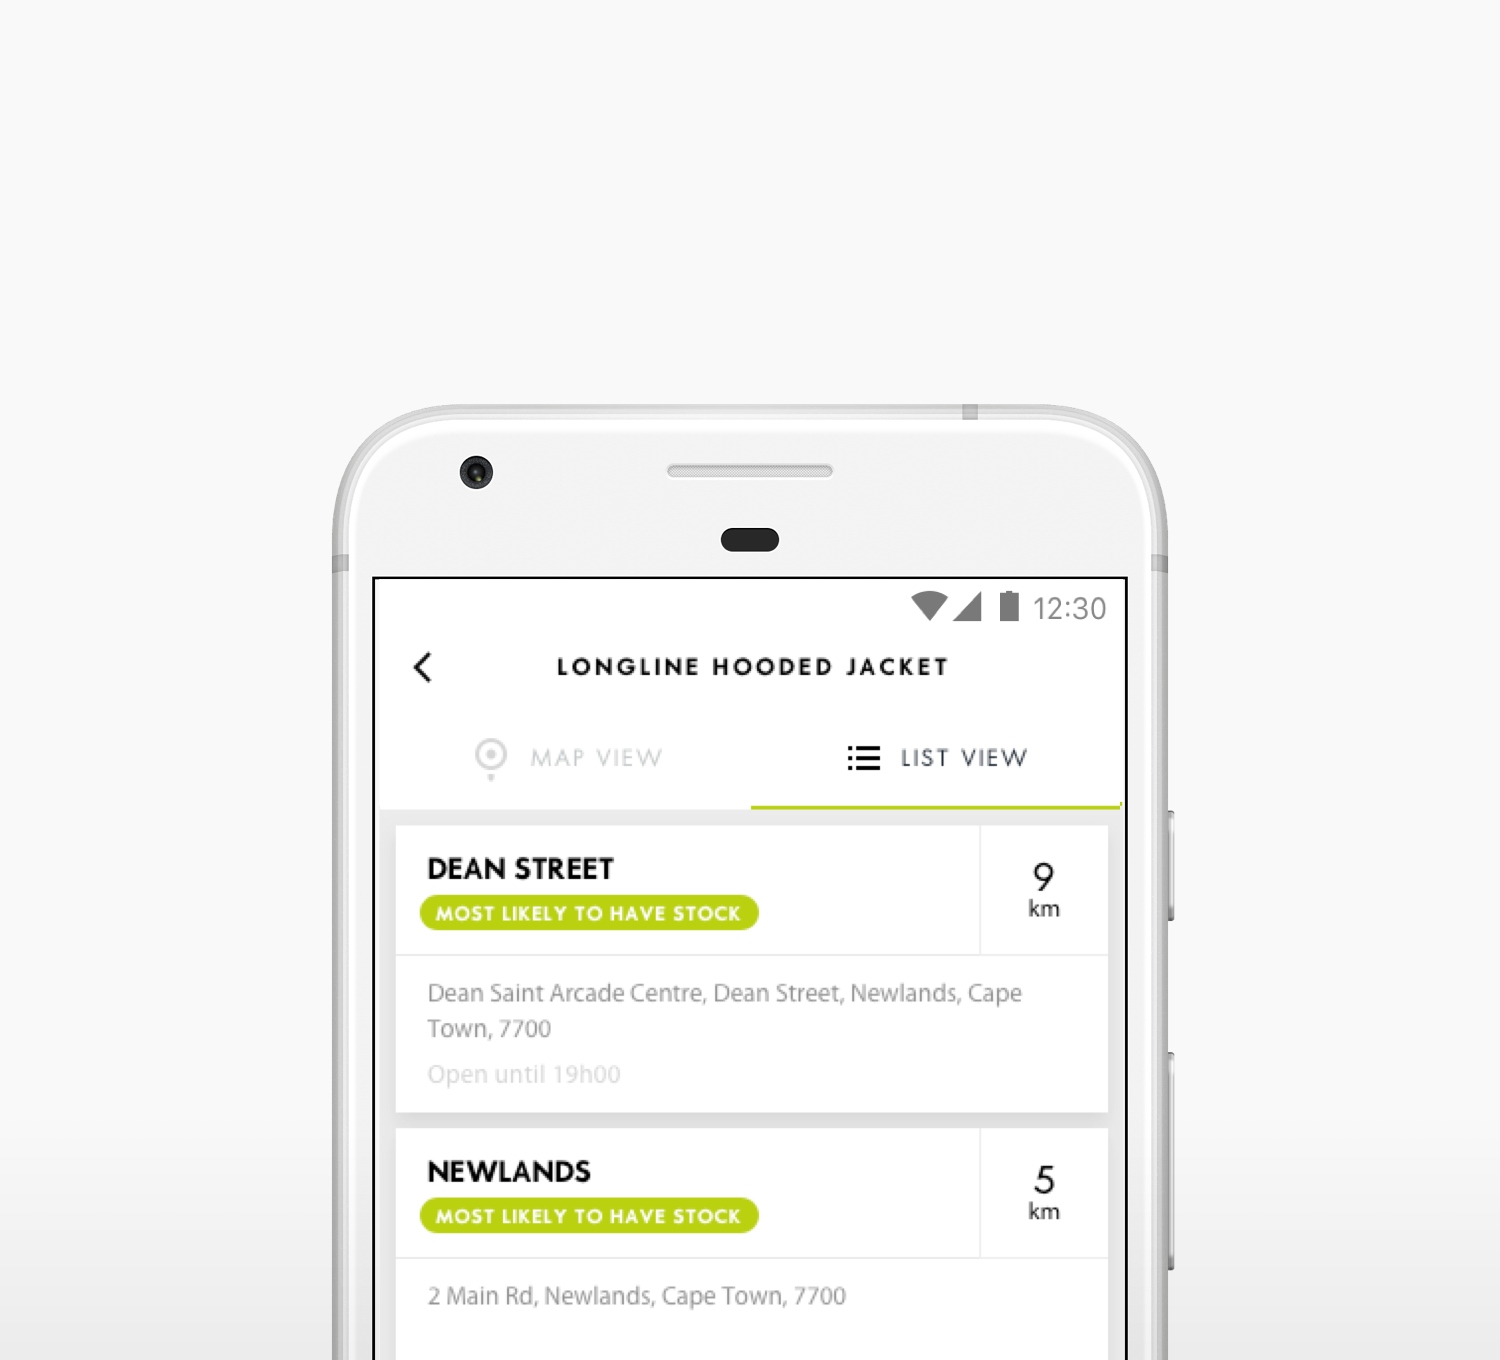 12:30
LONGLINE HOODED JACKET
MAP VIEW
LIST VIEW
DEAN STREET
MOST LIKELY TO HAVE STOCK
9
km
Dean Saint Arcade Centre, Dean Street, Newlands, Cape
Town, 7700
Open until 19h00
NEWLANDS
MOST LIKELY TO HAVE STOCK
5
km
2 Main Rd, Newlands, Cape Town, 7700